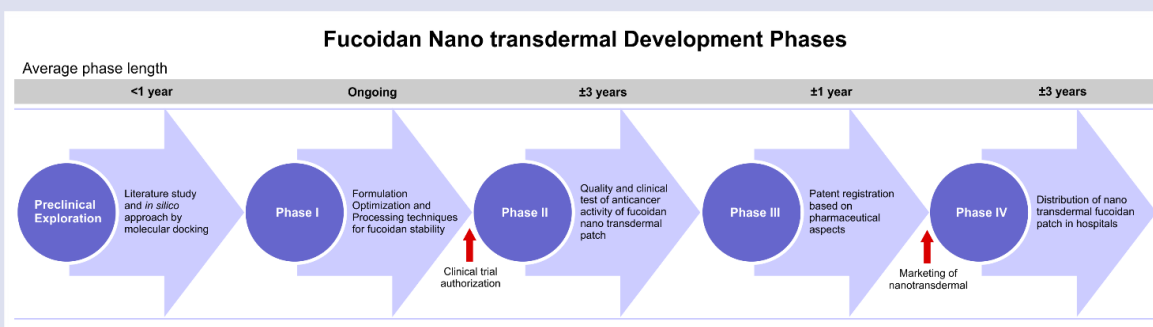 Fucoidan Nano transdermal Development Phases
Average phase length
<1 year
Ongoing
±3 years
±1 year
±3 years
Preclinical
Exploration
Literature study
and in silico
approach by
molecular docking
Phase I
Formulation
Optimization and
Processing techniques
for fucoidan stability
Clinical trial
authorization
Phase II
Quality and clinical
test of anticancer
activity of fucoidan
nano transdermal
patch
Phase III
Patent registration
based on
pharmaceutical
aspects
Marketing of
nanotransdermal
Phase IV
Distribution of nano
transdermal fucoidan
patch in hospitals